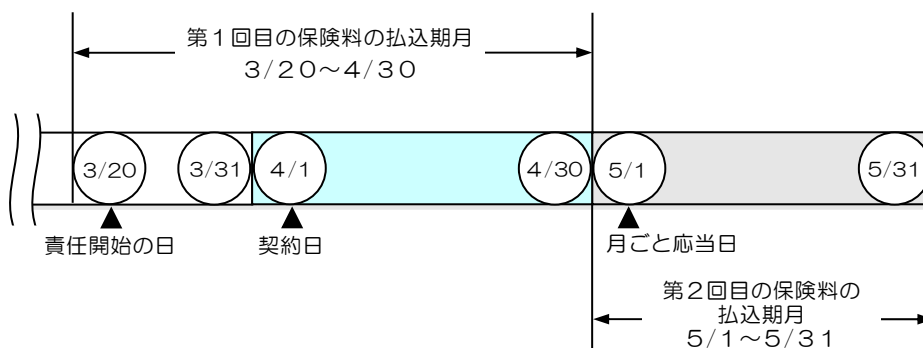 第１回目の保険料の払込期月
３/２０～４/３０
３/２０
３/３１
４/１
４/３０
５/１
５/３１
責任開始の日
契約日
月ごと応当日
第２回目の保険料の
払込期月
５/１～５/３１